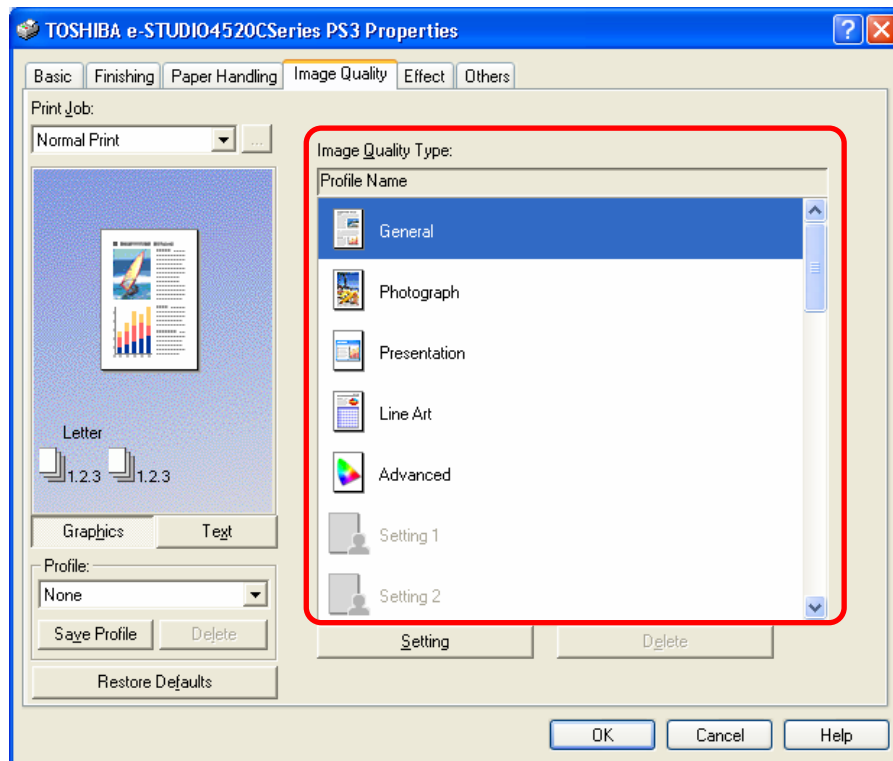 TOSHIBA e-STUDIO4520CSeries PS3 Properties
Basic Finishing Paper Handling Image Quality Effect Others
Print Job:
Normal Print
...
Letter
1.2.3 1.2.3
Graphics Text
Profile:
None
Save Profile Delete
Restore Defaults
Image Quality Type:
Profile Name
General
Photograph
Presentation
Line Art
Advanced
Setting 1
Setting 2
Setting Delete
OK Cancel Help